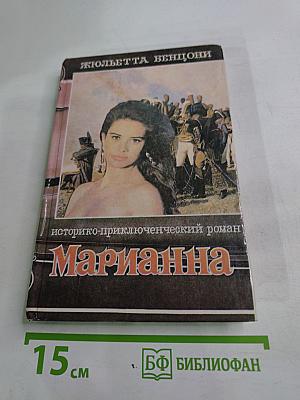 ЖЮЛЬЕТТА БЕНЦОНИ
историко-приключенческий роман
Марианна
15 см
БФ БИБЛИОФАН